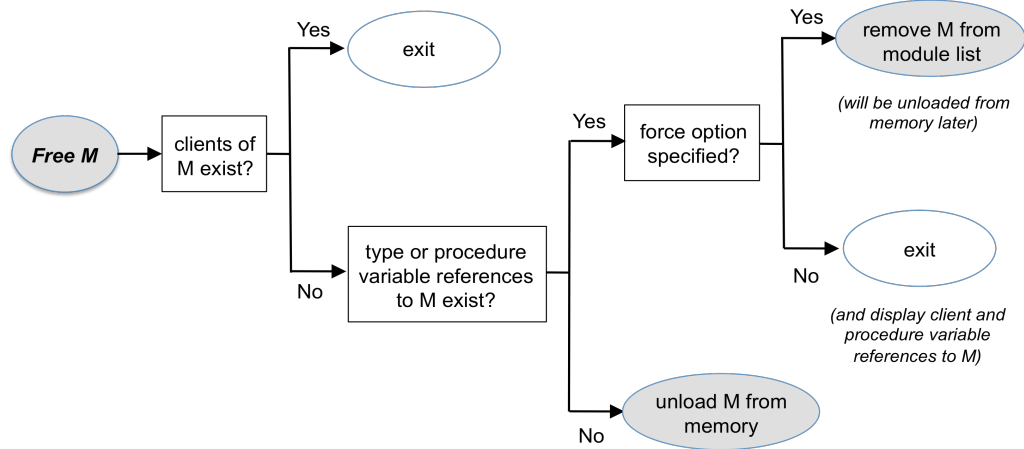 Free M
clients of
M exist?
Yes
exit
No
type or procedure
variable references
to M exist?
Yes
force option
specified?
Yes
remove M from
module list
(will be unloaded from
memory later)
No
exit
(and display client and
procedure variable
references to M)
No
unload M from
memory